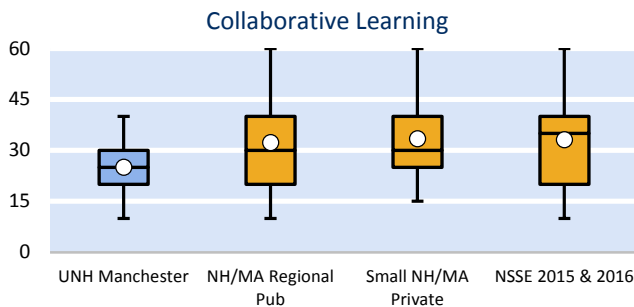 Collaborative Learning
60
45
30
15
0
UNH Manchester
NH/MA Regional
Pub
Small NH/MA
Private
NSSE 2015 & 2016